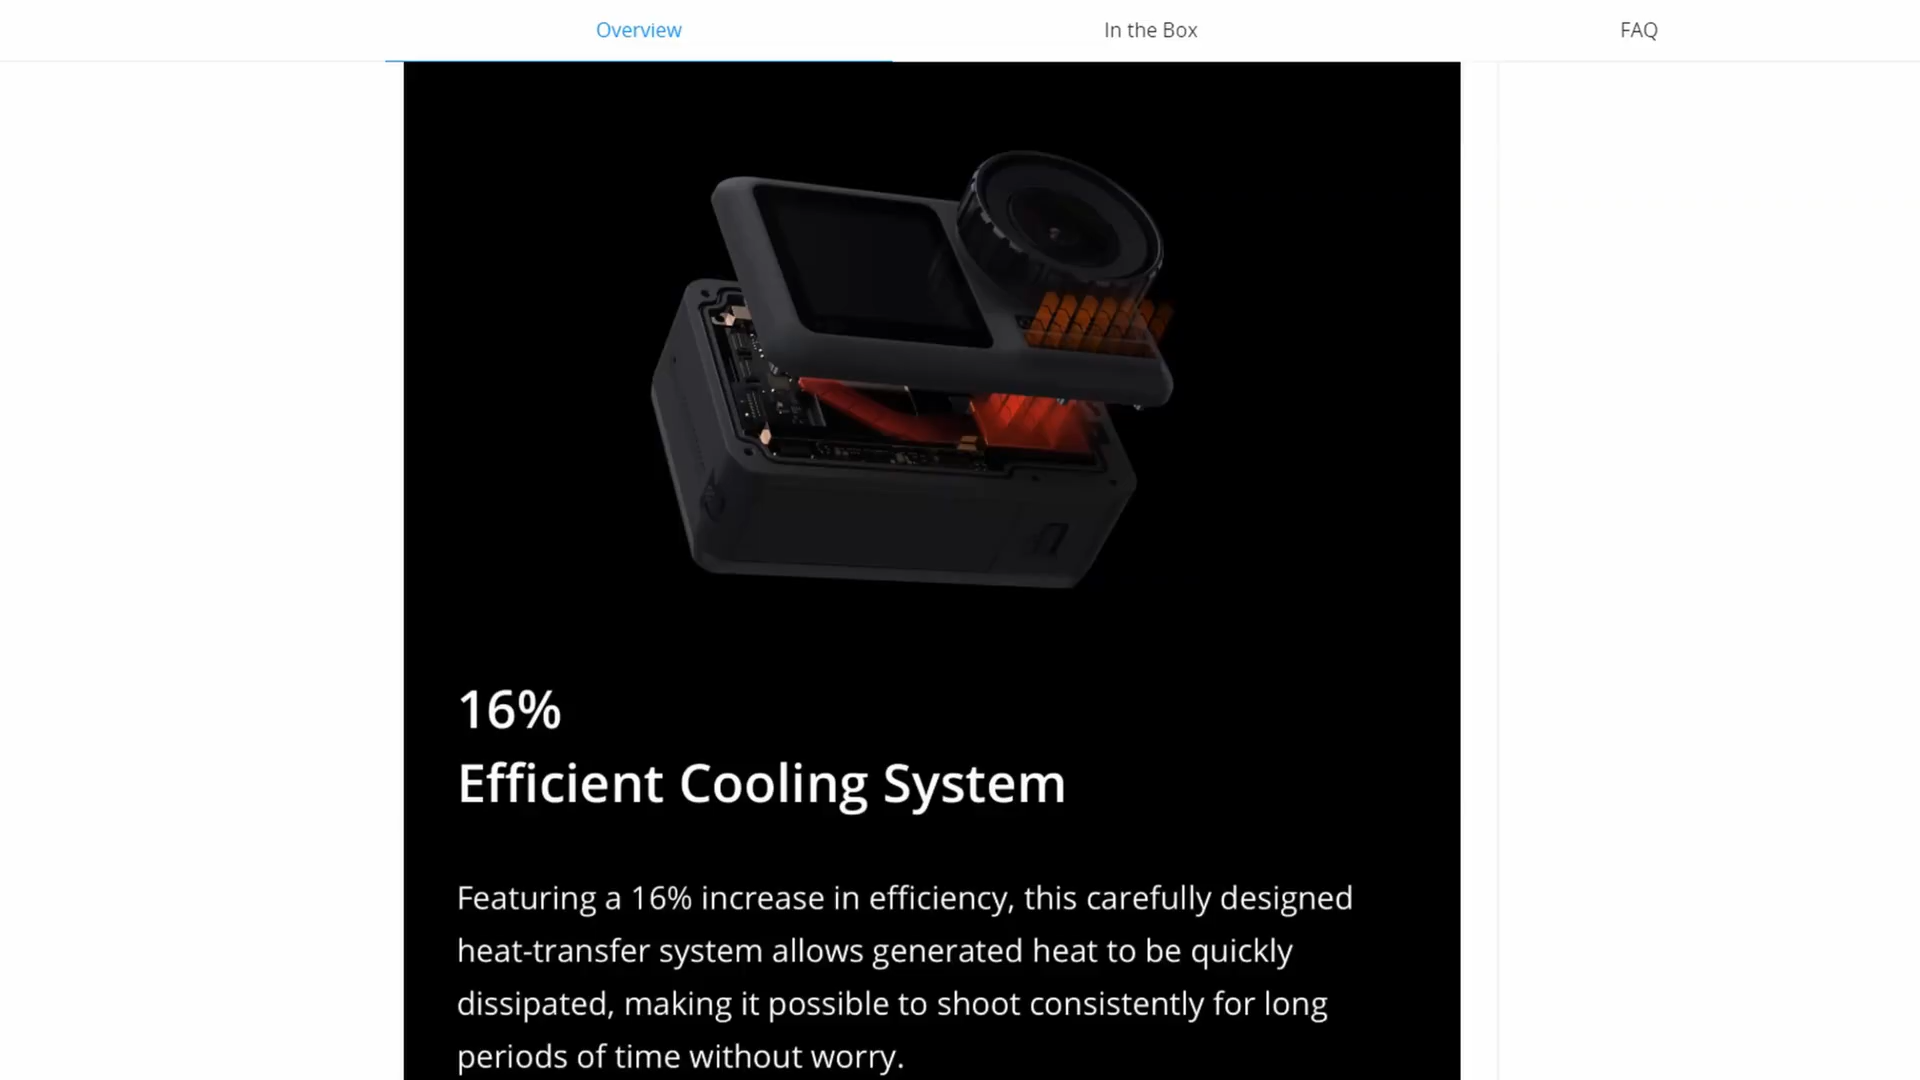 Overview
In the Box
FAQ
16%
Efficient Cooling System
Featuring a 16% increase in efficiency, this carefully designed
heat-transfer system allows generated heat to be quickly
dissipated, making it possible to shoot consistently for long
periods of time without worry.